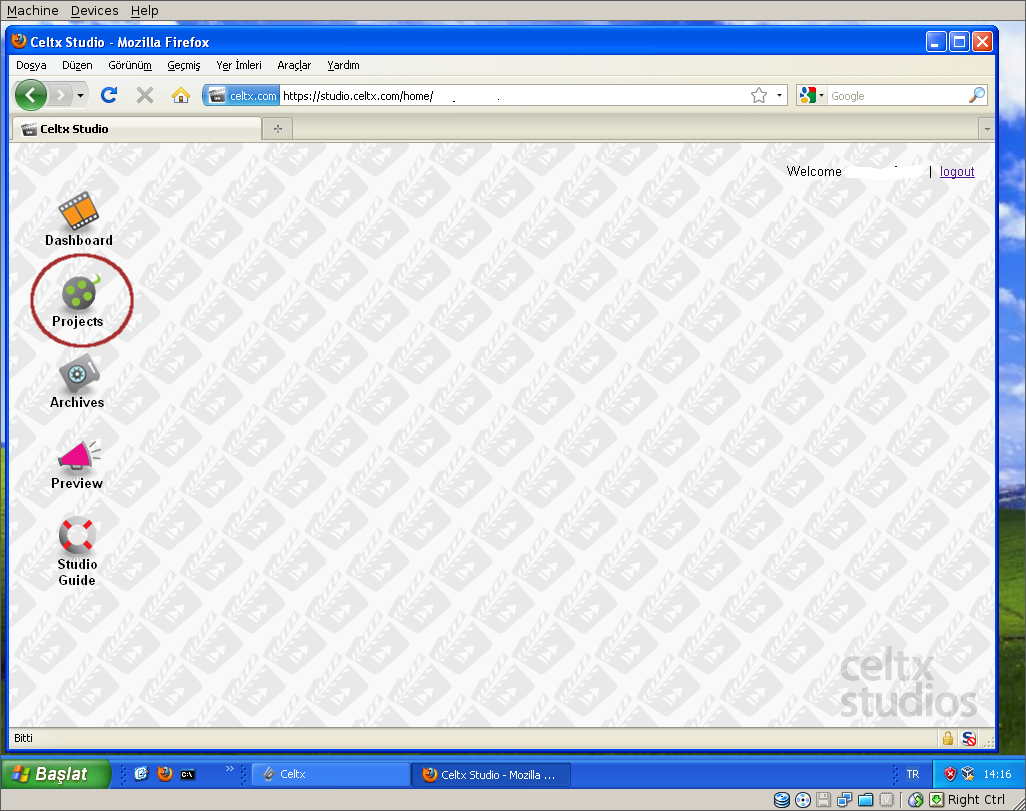 Machine Devices Help
Celtx Studio - Mozilla Firefox
Dosya Düzen Görünüm Geçmiş Yer İmleri Araçlar Yardım
celtx.com https://studio.celtx.com/home/ Google
Celtx Studio
Welcome | logout
Dashboard
Projects
Archives
Preview
Studio
Guide
celtx
studios
Bitti
Başlat C:\ » Celtx Celtx Studio - Mozilla ... TR 14:16
Right Ctrl